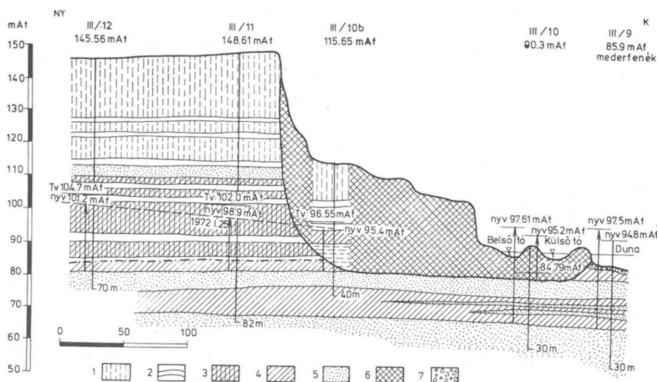 NY
K
mAf
III/12
145.56 mAf
III/11
148.61 mAf
III/10b
115.65 mAf
III/10
90.3 mAf
III/9
85.9 mAf
mederfenék
150
140
130
120
110
100
90
80
70
60
50
Tv 104.7 mAf
nyv 101.2 mAf
Tv 102.0 mAf
nyv 98.9 mAf
1972 I.25
Tv 96.55 mAf
nyv 95.4 mAf
nyv 97.61 mAf
Belső tó
nyv 95.2 mAf
Külső tó
84.79 mAf
nyv 97.5 mAf
nyv 94.8 mAf
Duna
70 m
82 m
40 m
30 m
30 m
0 50 100
1 2 3 4 5 6 7